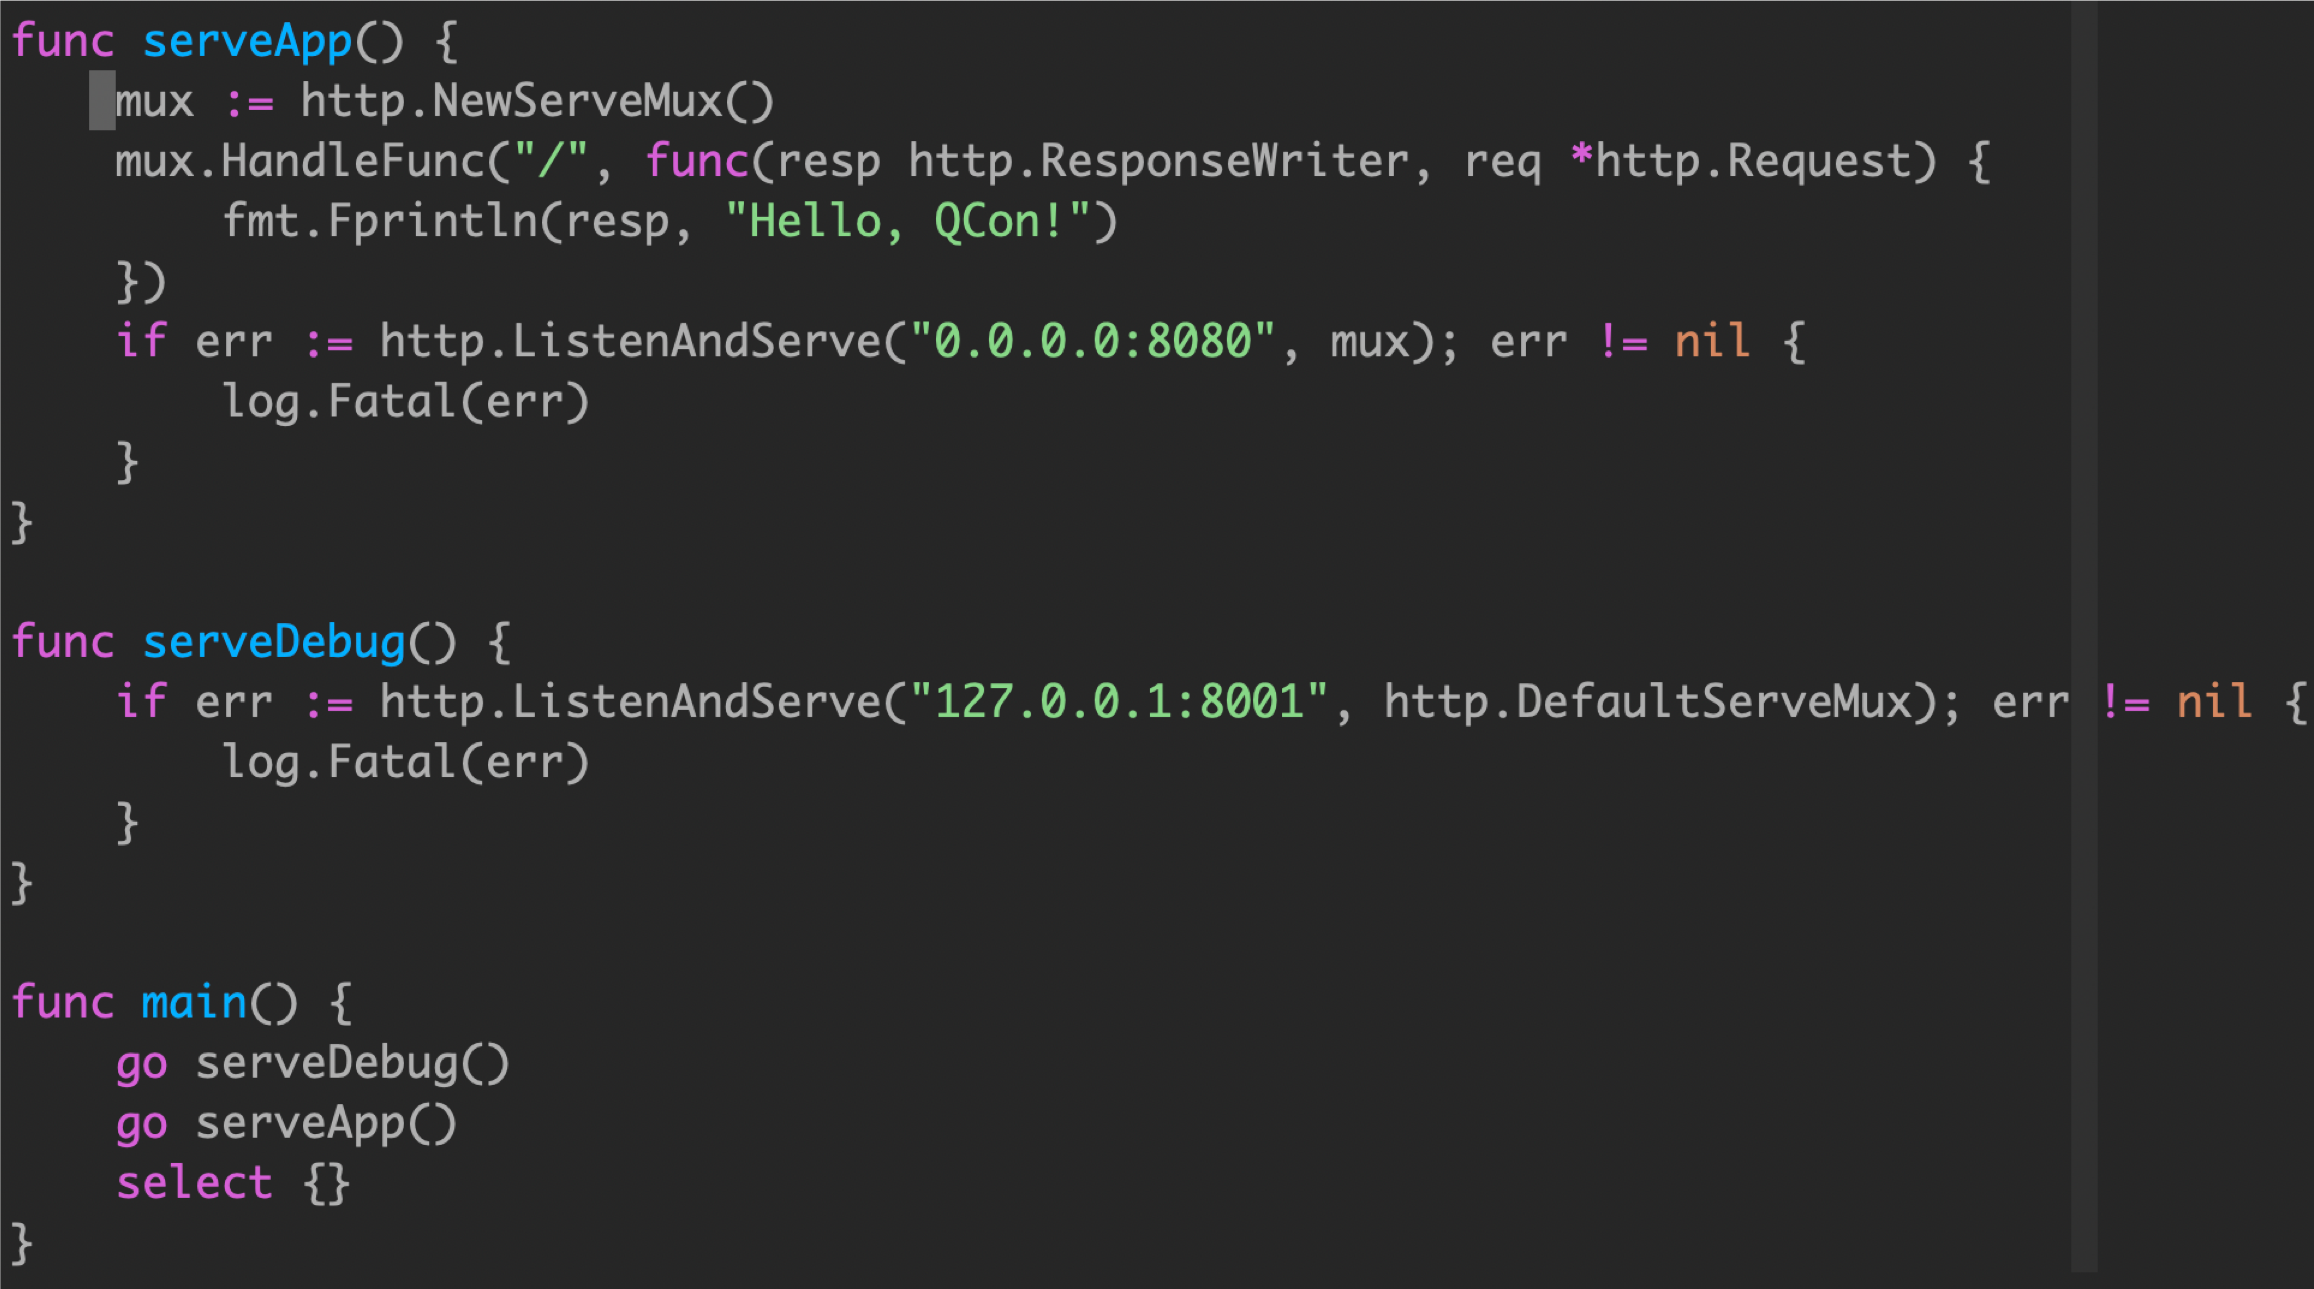 func serveApp() {
    mux := http.NewServeMux()
    mux.HandleFunc("/", func(resp http.ResponseWriter, req *http.Request) {
        fmt.Fprintln(resp, "Hello, QCon!")
    })
    if err := http.ListenAndServe("0.0.0.0:8080", mux); err != nil {
        log.Fatal(err)
    }
}

func serveDebug() {
    if err := http.ListenAndServe("127.0.0.1:8001", http.DefaultServeMux); err != nil {
        log.Fatal(err)
    }
}

func main() {
    go serveDebug()
    go serveApp()
    select {}
}